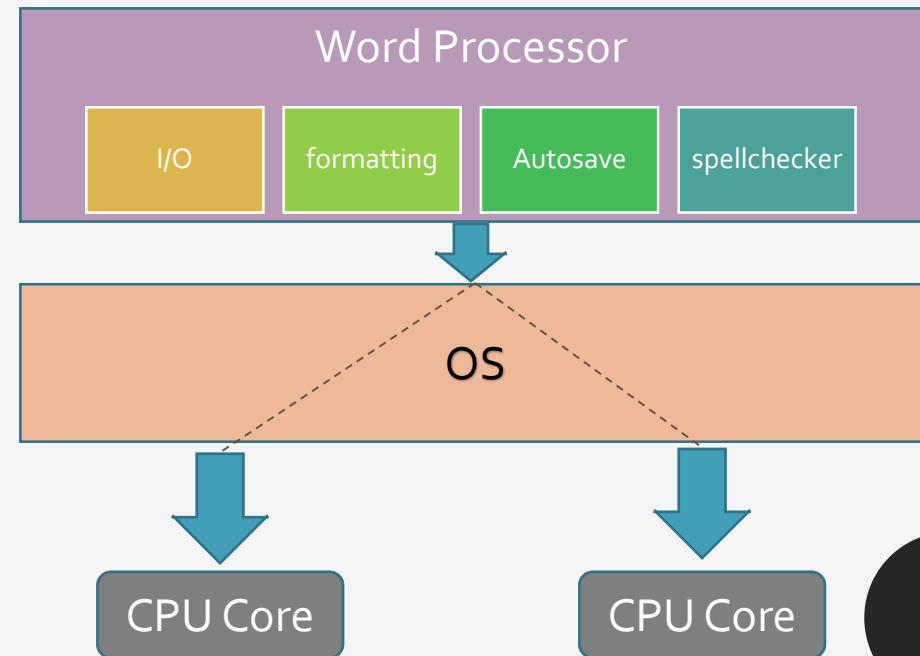 Word Processor
I/O formatting Autosave spellchecker
OS
CPU Core CPU Core